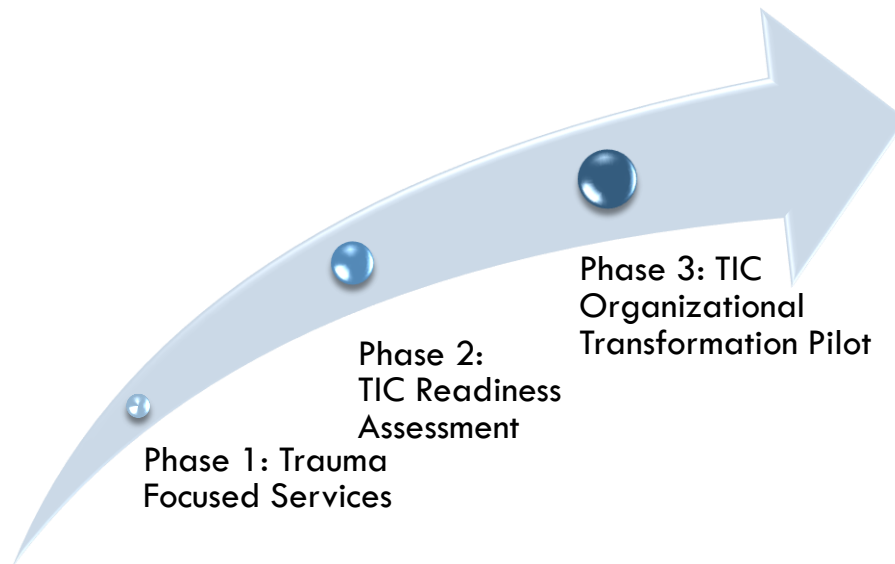 Phase 1: Trauma
Focused Services
Phase 2:
TIC Readiness
Assessment
Phase 3: TIC
Organizational
Transformation Pilot